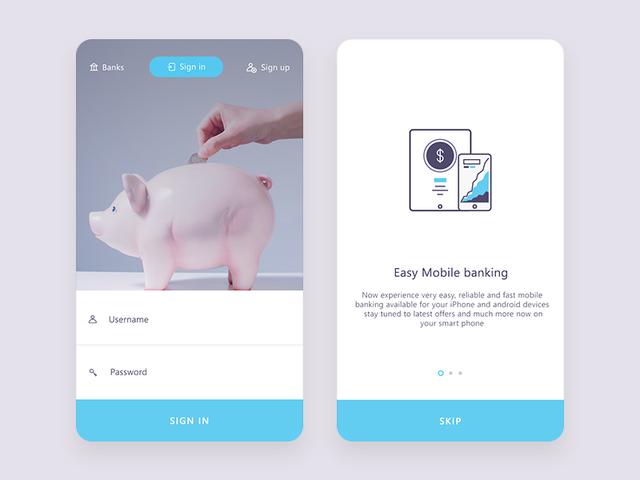 Banks
Sign in
Sign up
Username
Password
SIGN IN
$
Easy Mobile banking
Now experience very easy, reliable and fast mobile
banking available for your iPhone and android devices
stay tuned to latest offers and much more now on
your smart phone
SKIP